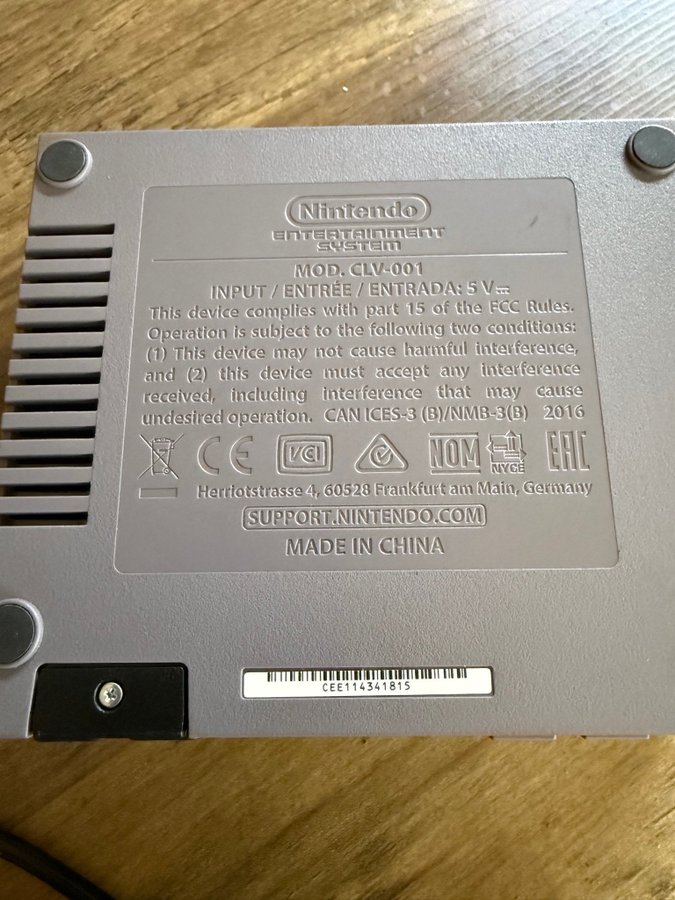 Nintendo
ENTERTAINMENT
SYSTEM
MOD. CLV-001
INPUT / ENTRÉE / ENTRADA: 5 V⎓
This device complies with part 15 of the FCC Rules.
Operation is subject to the following two conditions:
(1) This device may not cause harmful interference,
and (2) this device must accept any interference
received, including interference that may cause
undesired operation. CAN ICES-3 (B)/NMB-3(B) 2016
CE VCI NOM NYCE EAC
Herriotstrasse 4, 60528 Frankfurt am Main, Germany
SUPPORT.NINTENDO.COM
MADE IN CHINA
CEE114341815